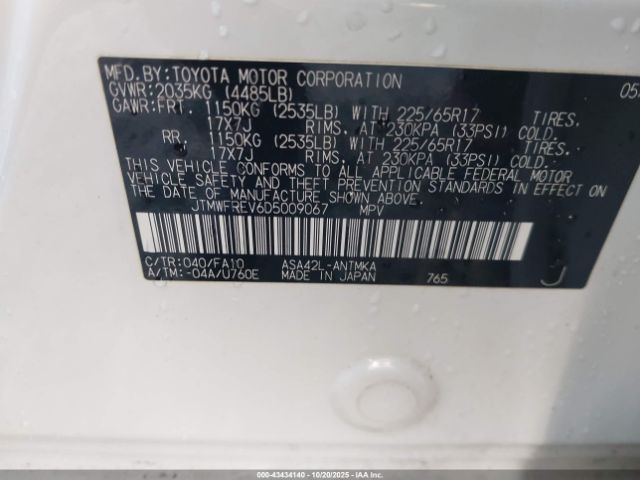 MFD. BY: TOYOTA MOTOR CORPORATION 05
GVWR: 2035KG (4485LB)
GAWR: FRT. 1150KG (2535LB) WITH 225/65R17 TIRES,
17X7J RIMS, AT 230KPA (33PSI) COLD.
RR. 1150KG (2535LB) WITH 225/65R17 TIRES,
17X7J RIMS, AT 230KPA (33PSI) COLD.
THIS VEHICLE CONFORMS TO ALL APPLICABLE FEDERAL MOTOR
VEHICLE SAFETY AND THEFT PREVENTION STANDARDS IN EFFECT ON
THE DATE OF MANUFACTURE SHOWN ABOVE.
JTMWFREV6D5009067 MPV
C/TR: 040/FA10 ASA42L-ANTMKA
A/TM: -04A/U760E MADE IN JAPAN 765 J
000-43434140 - 10/20/2025 - IAAI.COM